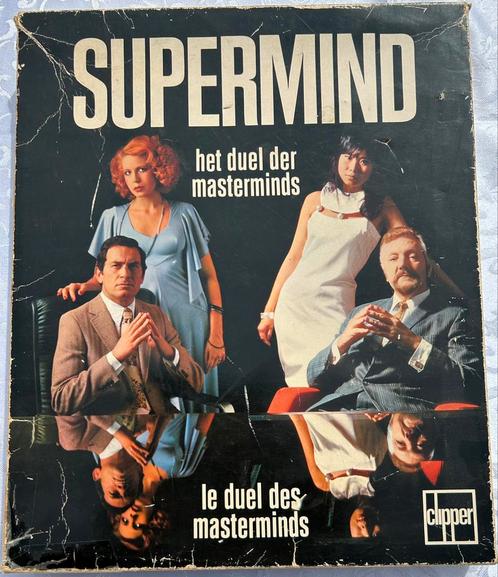 SUPERMIND
het duel der
masterminds
le duel des
masterminds
clipper